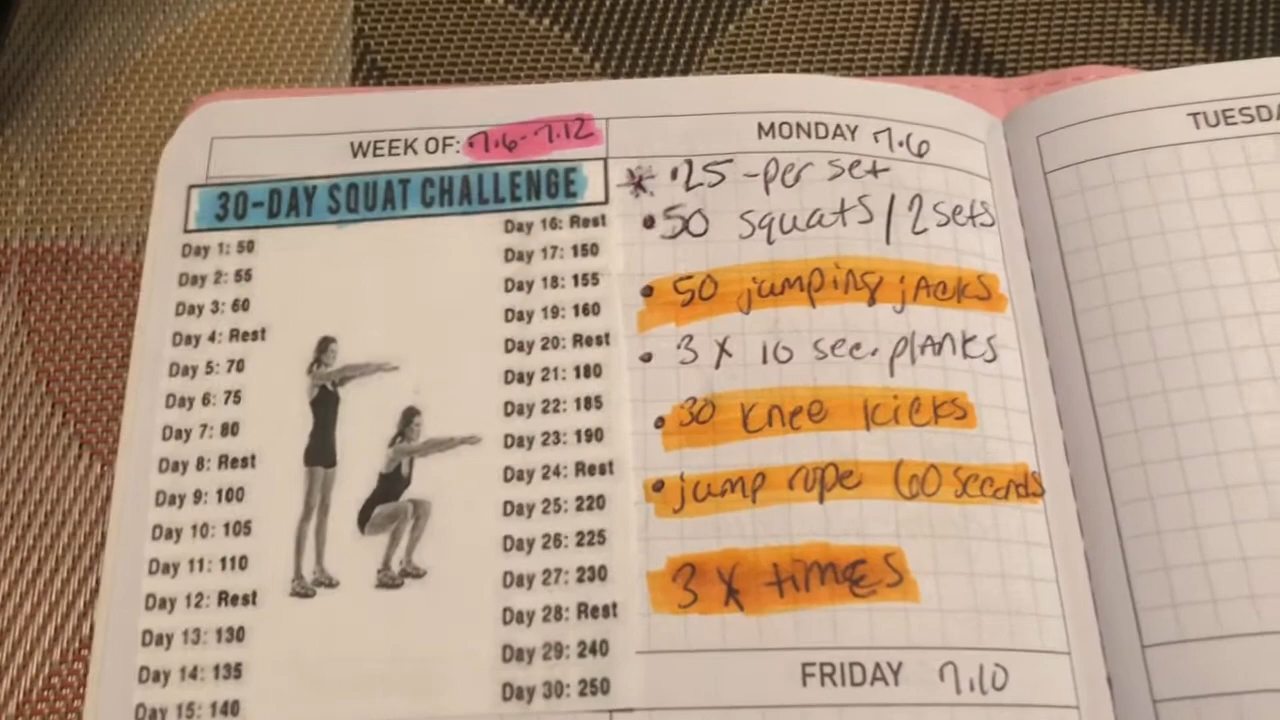 WEEK OF: 7.6-7.12
30-DAY SQUAT CHALLENGE
Day 1: 50
Day 2: 55
Day 3: 60
Day 4: Rest
Day 5: 70
Day 6: 75
Day 7: 80
Day 8: Rest
Day 9: 100
Day 10: 105
Day 11: 110
Day 12: Rest
Day 13: 130
Day 14: 135
Day 15: 140
Day 16: Rest
Day 17: 150
Day 18: 155
Day 19: 160
Day 20: Rest
Day 21: 180
Day 22: 185
Day 23: 190
Day 24: Rest
Day 25: 220
Day 26: 225
Day 27: 230
Day 28: Rest
Day 29: 240
Day 30: 250
MONDAY 7.6
* 25 - per set
• 50 squats / 2 sets
• 50 jumping jacks
• 3 x 10 sec. planks
• 30 knee kicks
• jump rope 60 seconds
3 x times
FRIDAY 7.10
TUESDA